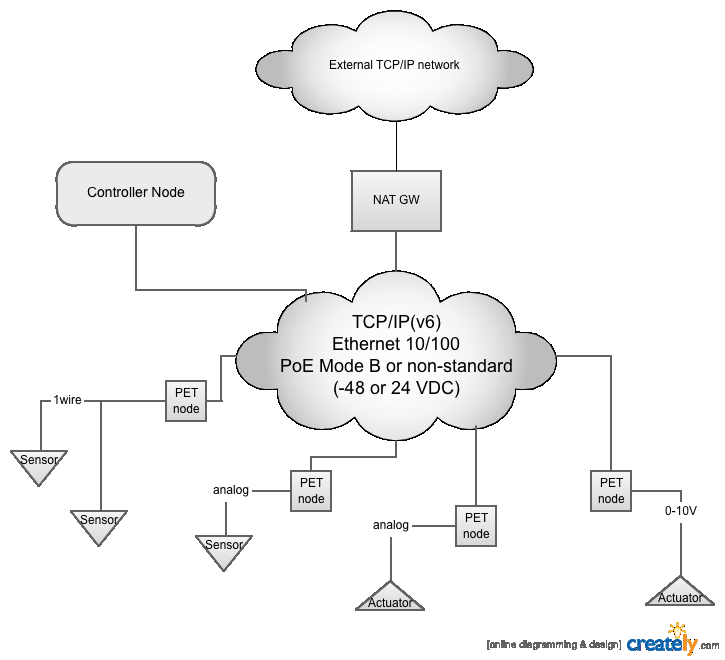 External TCP/IP network
Controller Node
NAT GW
TCP/IP(v6)
Ethernet 10/100
PoE Mode B or non-standard
(-48 or 24 VDC)
1wire
PET
node
Sensor
Sensor
analog
PET
node
Sensor
analog
PET
node
Actuator
PET
node
0-10V
Actuator
[online diagramming & design] creately.com